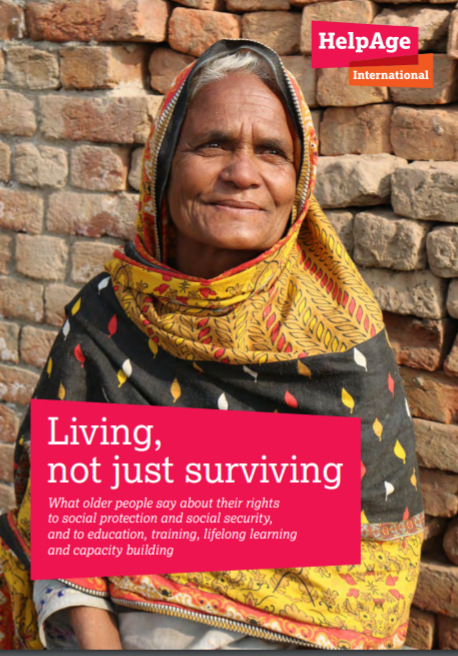 HelpAge
International
Living,
not just surviving
What older people say about their rights
to social protection and social security,
and to education, training, lifelong learning
and capacity building